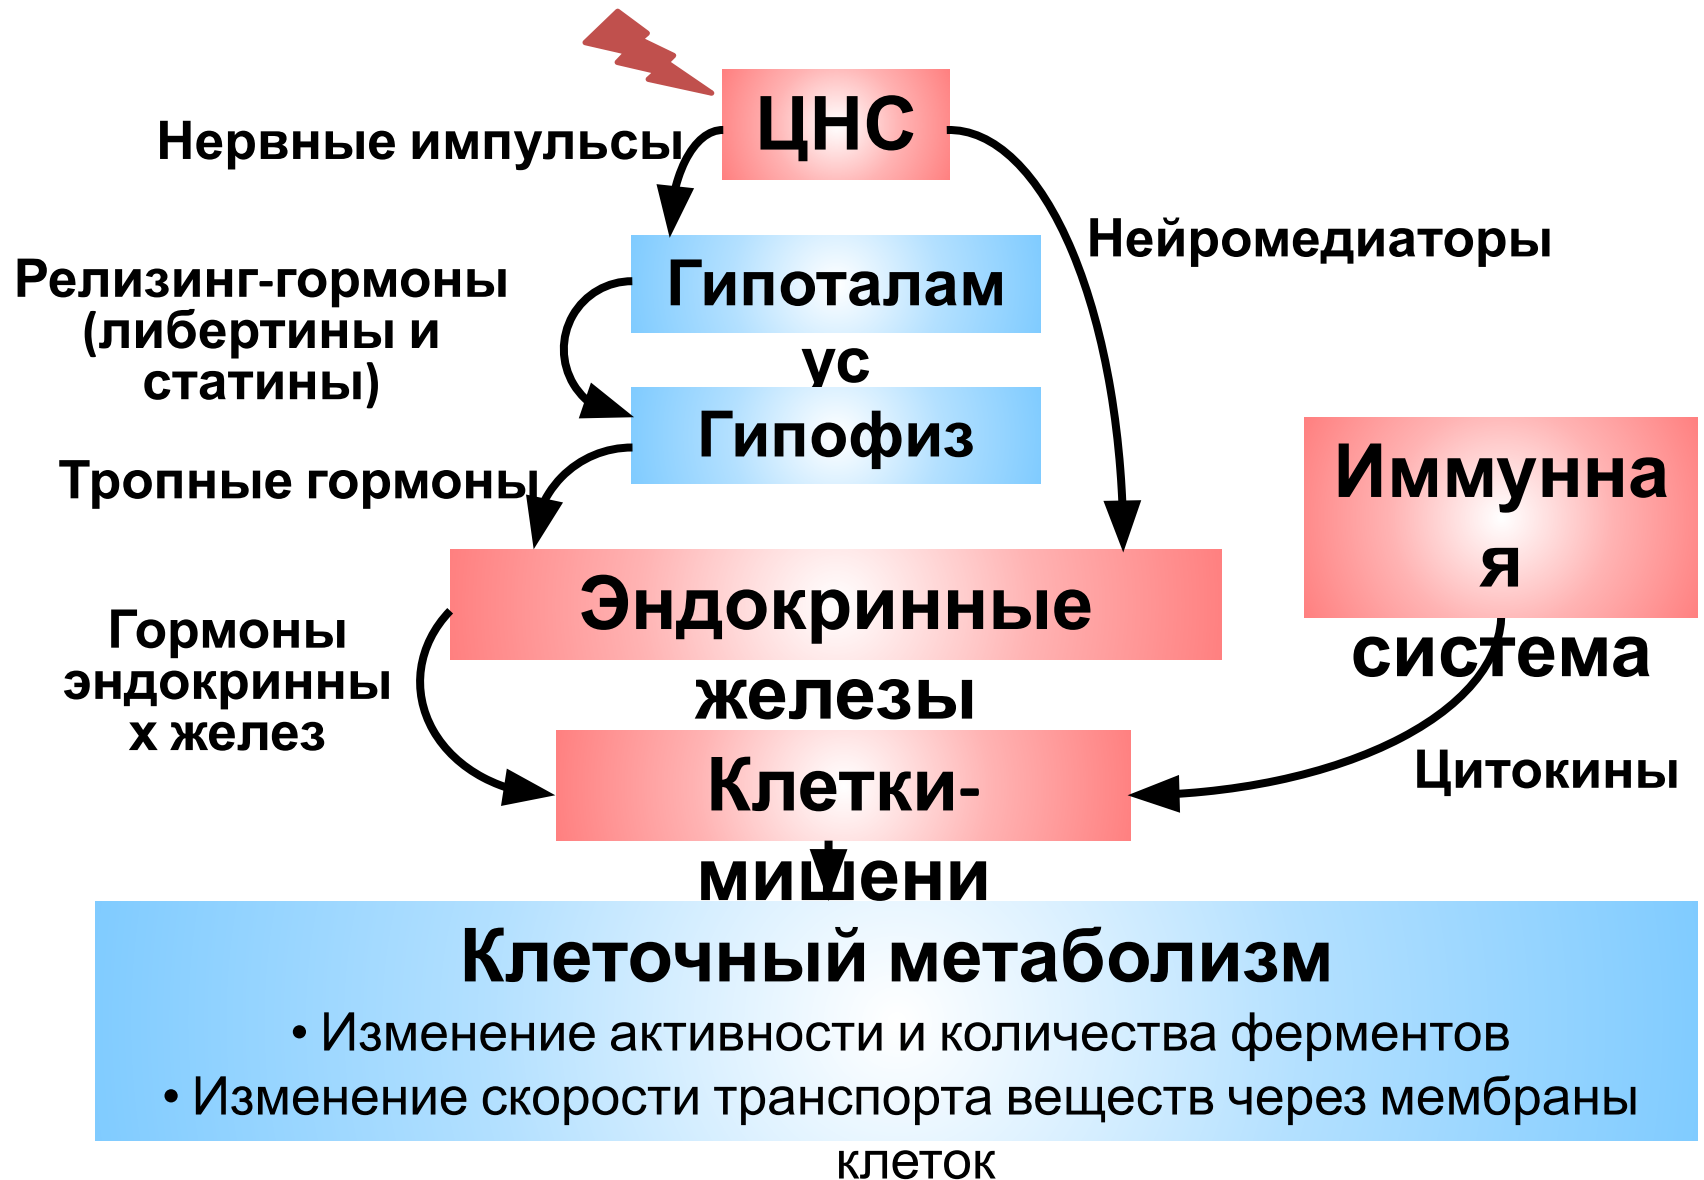 ЦНС
Нервные импульсы
Нейромедиаторы
Гипоталам
ус
Релизинг-гормоны
(либертины и
статины)
Гипофиз
Тропные гормоны
Иммунна
я
система
Эндокринные
железы
Гормоны
эндокринны
х желез
Цитокины
Клетки-
мишени
Клеточный метаболизм
• Изменение активности и количества ферментов
• Изменение скорости транспорта веществ через мембраны
клеток